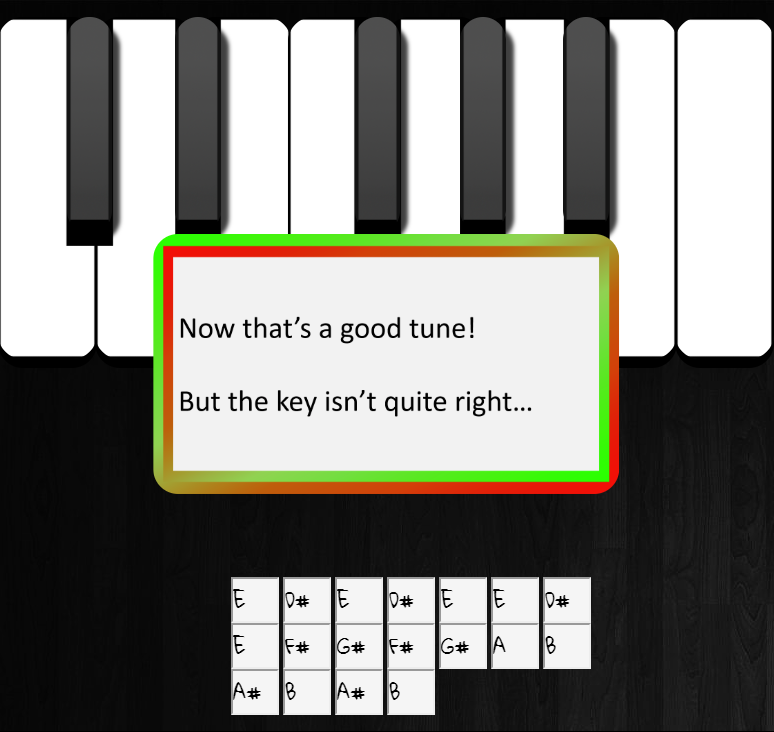 Now that’s a good tune!
But the key isn’t quite right...
E D# E D# E E D#
E F# G# F# G# A B
A# B A# B